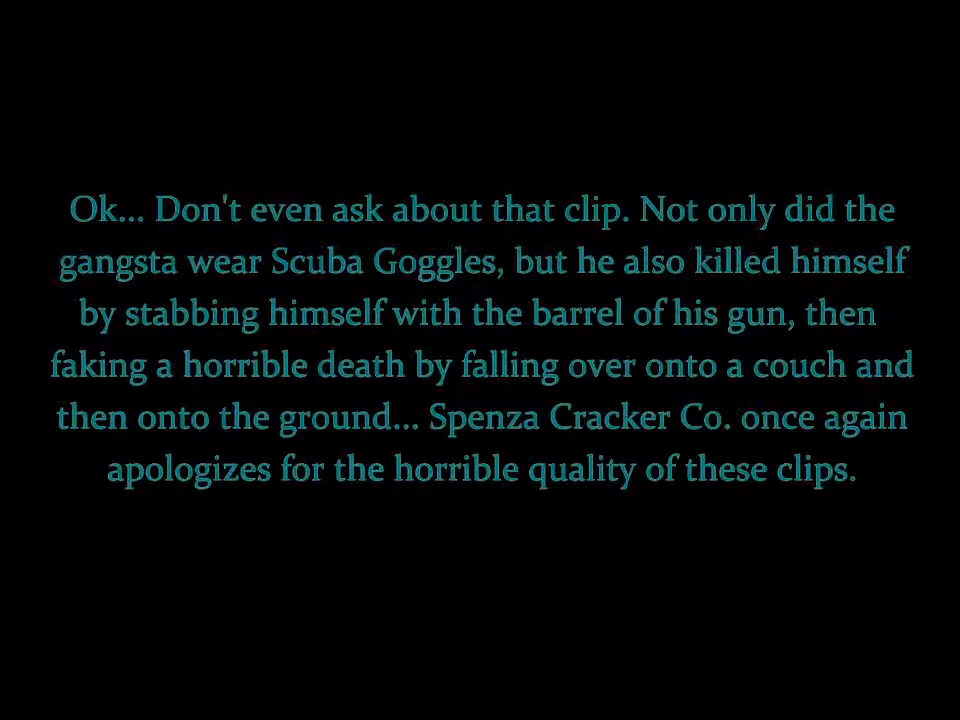 Ok... Don't even ask about that clip. Not only did the
gangsta wear Scuba Goggles, but he also killed himself
by stabbing himself with the barrel of his gun, then
faking a horrible death by falling over onto a couch and
then onto the ground... Spenza Cracker Co. once again
apologizes for the horrible quality of these clips.